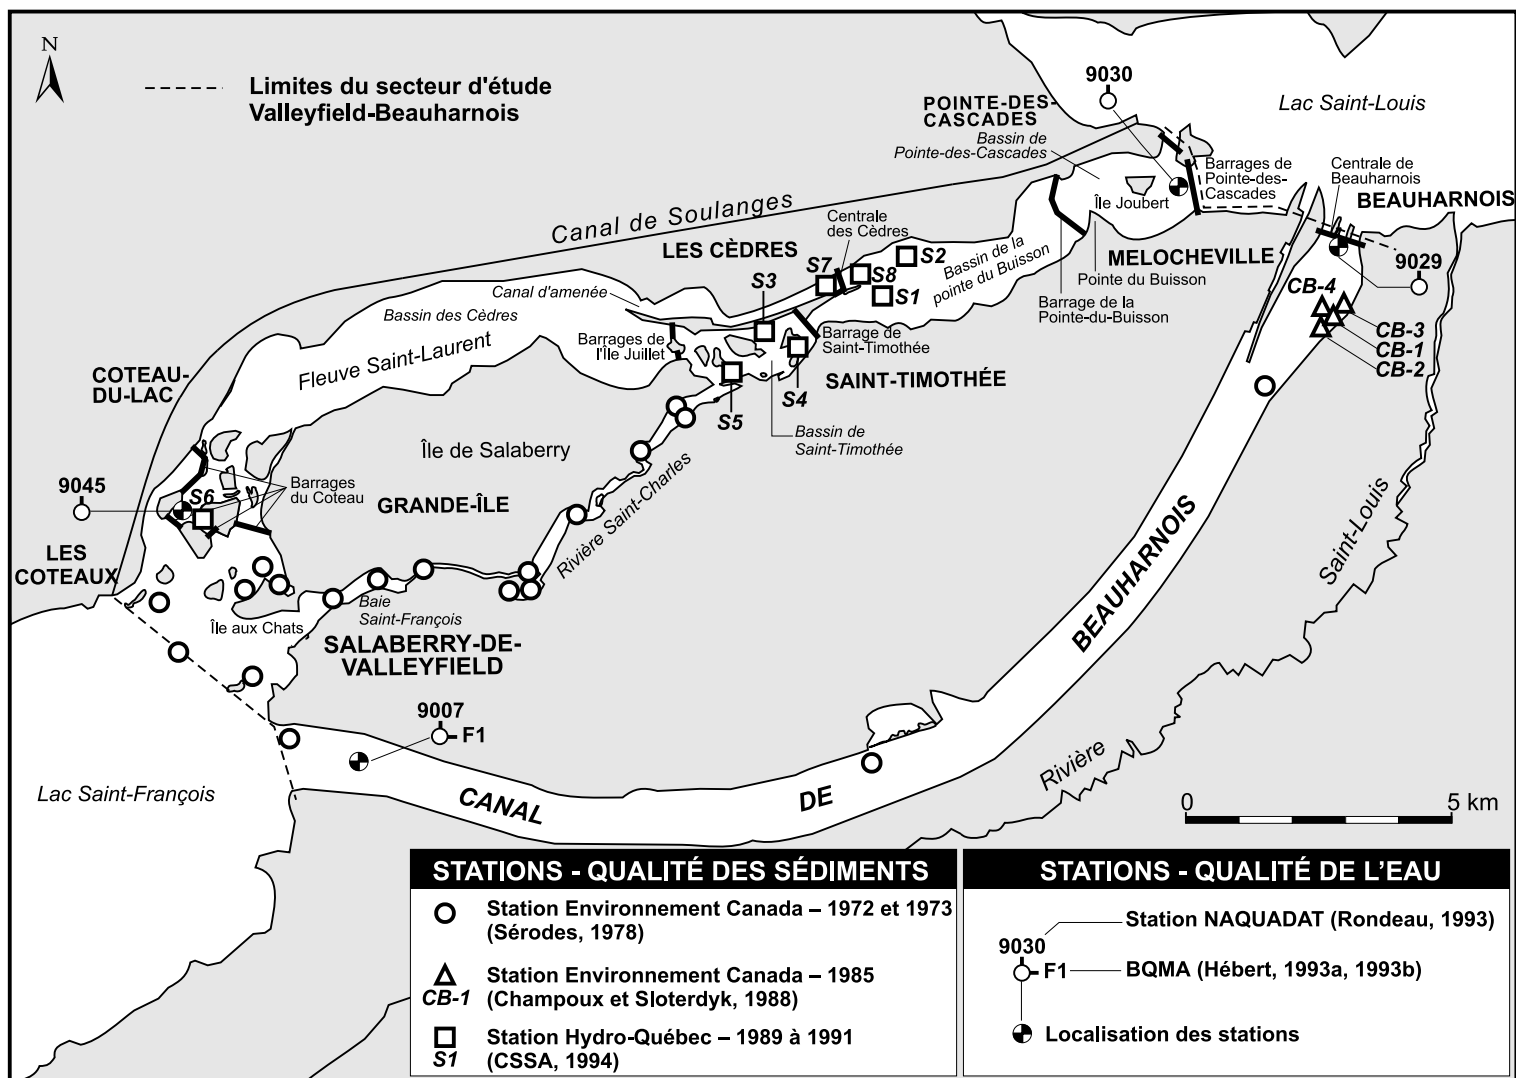 N
Limites du secteur d'étude
Valleyfield-Beauharnois
9030
POINTE-DES-
CASCADES
Bassin de
Pointe-des-Cascades
Lac Saint-Louis
Barrages de
Pointe-des-
Cascades
Centrale de
Beauharnois
BEAUHARNOIS
Île Joubert
Canal de Soulanges
LES CÈDRES
Centrale
des Cèdres
S7
S8
S2
S1
S3
Bassin de la
pointe du Buisson
MELOCHEVILLE
Pointe du Buisson
Barrage de la
Pointe-du-Buisson
9029
CB-4
CB-3
CB-1
CB-2
Canal d'amenée
Bassin des Cèdres
Fleuve Saint-Laurent
Barrages de
l'Île Juillet
Barrage de
Saint-Timothée
SAINT-TIMOTHÉE
S4
S5
Bassin de
Saint-Timothée
COTEAU-
DU-LAC
Île de Salaberry
9045
S6
Barrages
du Coteau
GRANDE-ÎLE
Rivière Saint-Charles
LES
COTEAUX
Île aux Chats
Baie
Saint-François
SALABERRY-DE-
VALLEYFIELD
9007
F1
Lac Saint-François
CANAL DE BEAUHARNOIS
Rivière Saint-Louis
0 5 km
STATIONS - QUALITÉ DES SÉDIMENTS
Station Environnement Canada – 1972 et 1973
(Sérodes, 1978)
Station Environnement Canada – 1985
CB-1 (Champoux et Sloterdyk, 1988)
Station Hydro-Québec – 1989 à 1991
S1 (CSSA, 1994)
STATIONS - QUALITÉ DE L'EAU
Station NAQUADAT (Rondeau, 1993)
9030
F1 BQMA (Hébert, 1993a, 1993b)
Localisation des stations